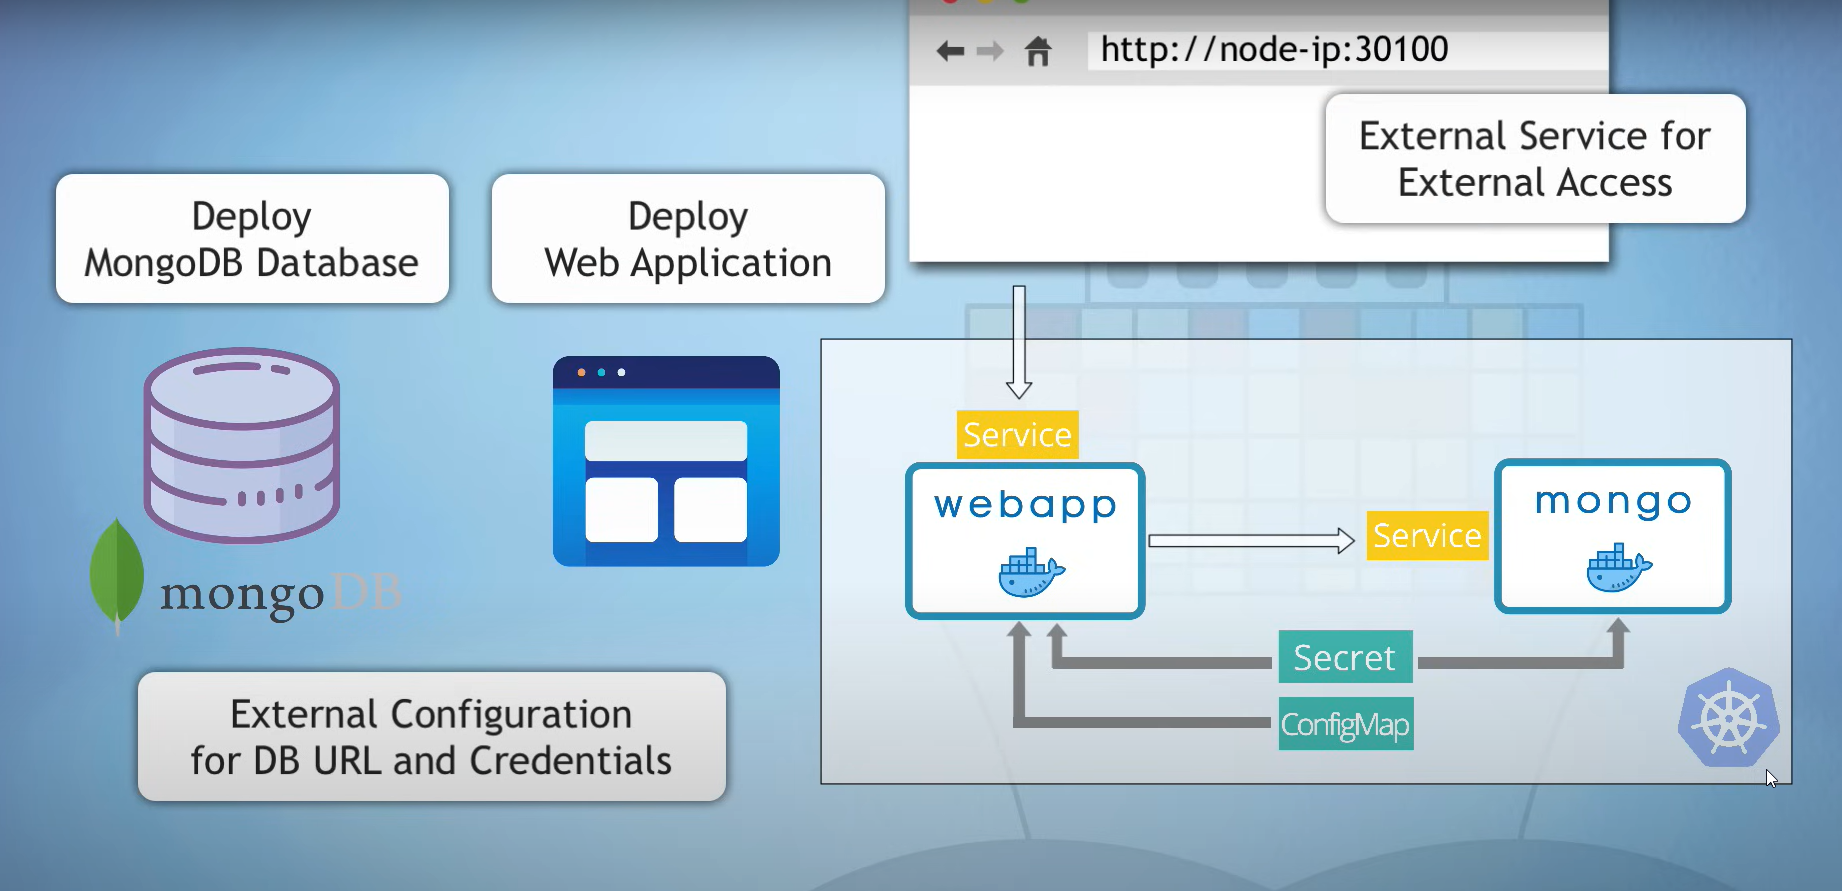 http://node-ip:30100
External Service for
External Access
Deploy
MongoDB Database
Deploy
Web Application
Service
webapp
Service
mongo
mongoDB
Secret
ConfigMap
External Configuration
for DB URL and Credentials